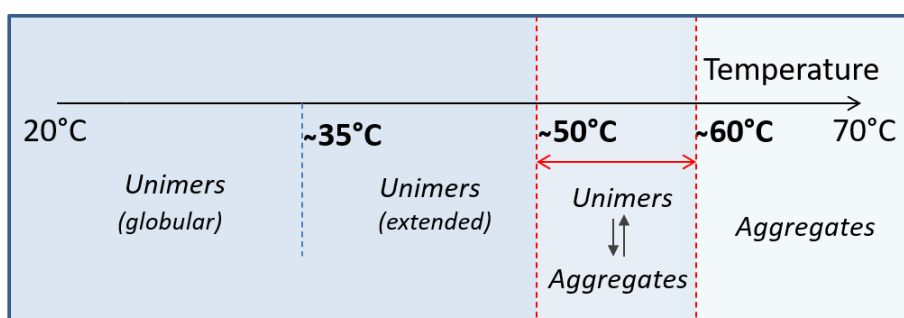 Temperature
20°C
~35°C
~50°C
~60°C
70°C
Unimers
(globular)
Unimers
(extended)
Unimers
Aggregates
Aggregates